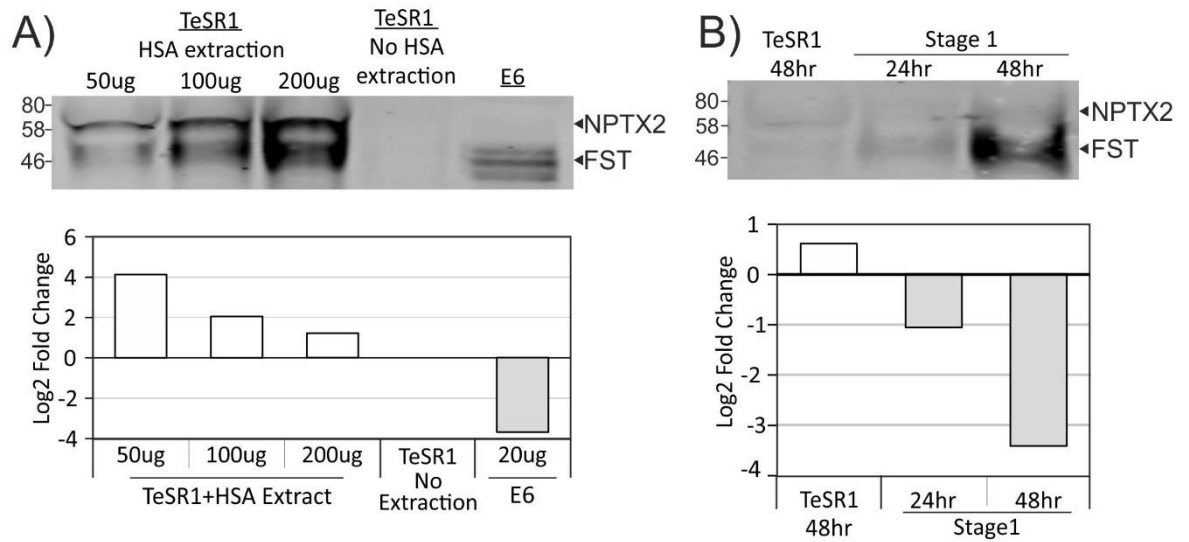 A)
TeSR1
HSA extraction
50ug 100ug 200ug
TeSR1
No HSA
extraction
E6
80
58
46
NPTX2
FST
6
4
2
0
-2
-4
Log2 Fold Change
50ug 100ug 200ug
TeSR1+HSA Extract
TeSR1
No
Extraction
20ug
E6
B)
TeSR1
48hr
Stage 1
24hr 48hr
80
58
46
NPTX2
FST
1
0
-1
-2
-3
-4
Log2 Fold Change
TeSR1
48hr
24hr 48hr
Stage1